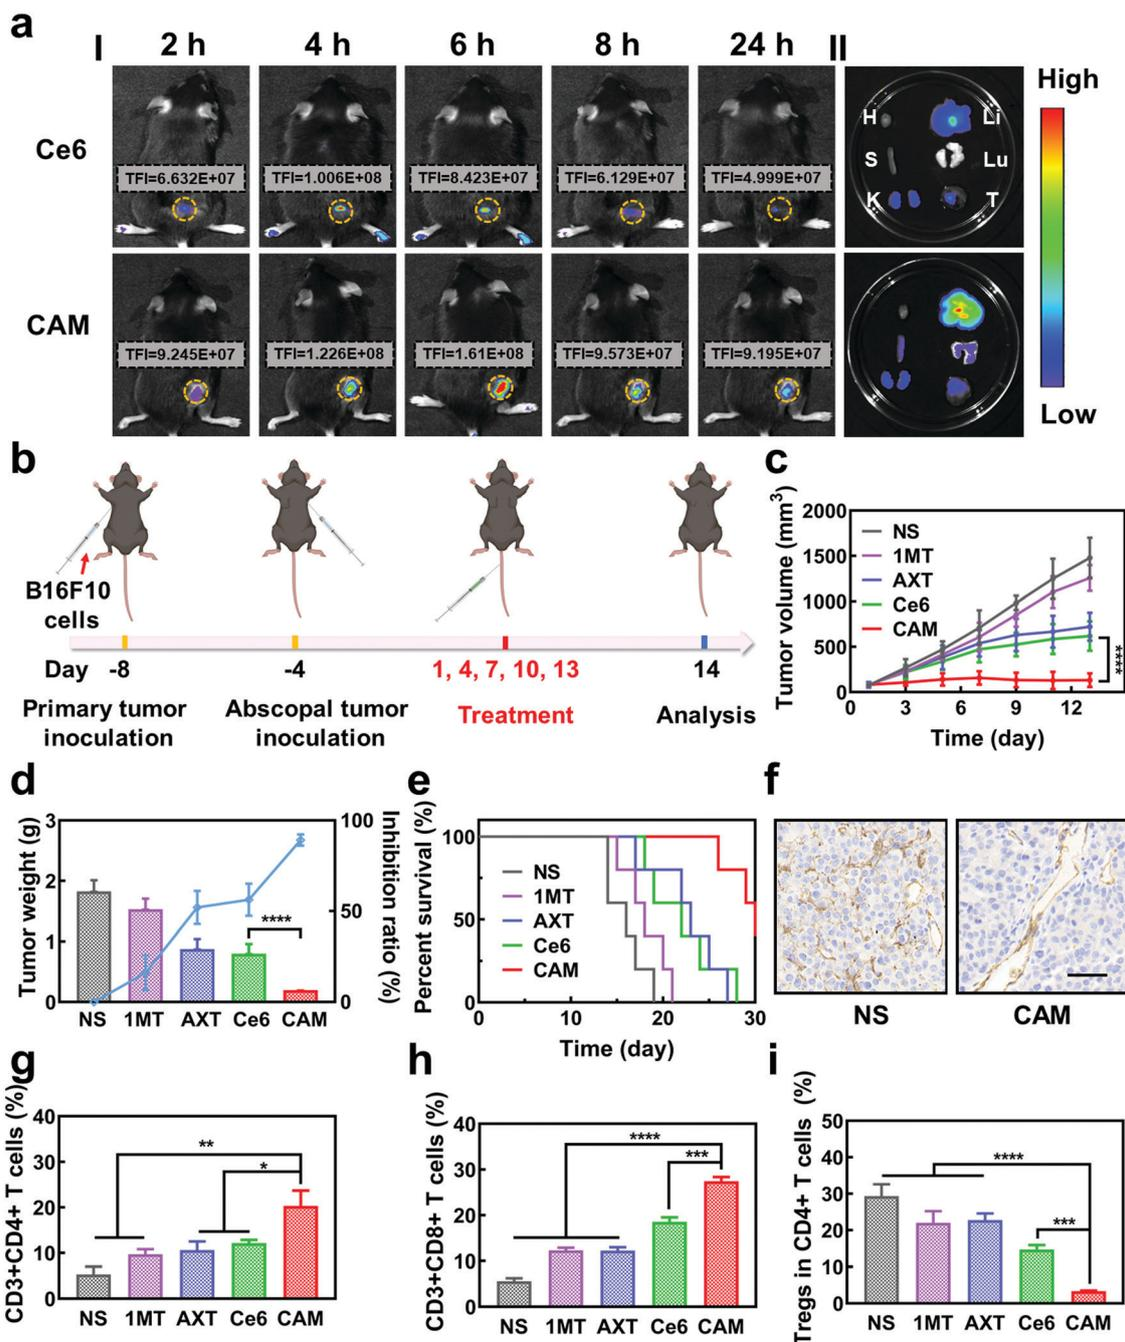 a
I
2 h
4 h
6 h
8 h
24 h
II
Ce6
TFI=6.632E+07
TFI=1.006E+08
TFI=8.423E+07
TFI=6.129E+07
TFI=4.999E+07
H
Li
S
Lu
K
T
High
CAM
TFI=9.245E+07
TFI=1.226E+08
TFI=1.61E+08
TFI=9.573E+07
TFI=9.195E+07
Low
b
B16F10
cells
Day
-8
-4
1, 4, 7, 10, 13
14
Primary tumor
inoculation
Abscopal tumor
inoculation
Treatment
Analysis
c
Tumor volume (mm3)
2000
1500
1000
500
0
NS
1MT
AXT
Ce6
CAM
****
0
3
6
9
12
Time (day)
d
Tumor weight (g)
3
2
1
0
100
50
0
Inhibition ratio (%)
****
NS
1MT
AXT
Ce6
CAM
e
Percent survival (%)
100
50
0
NS
1MT
AXT
Ce6
CAM
0
10
20
30
Time (day)
f
NS
CAM
g
CD3+CD4+ T cells (%)
40
30
20
10
0
**
*
NS
1MT
AXT
Ce6
CAM
h
CD3+CD8+ T cells (%)
40
30
20
10
0
****
***
NS
1MT
AXT
Ce6
CAM
i
Tregs in CD4+ T cells (%)
50
40
30
20
10
0
****
***
NS
1MT
AXT
Ce6
CAM